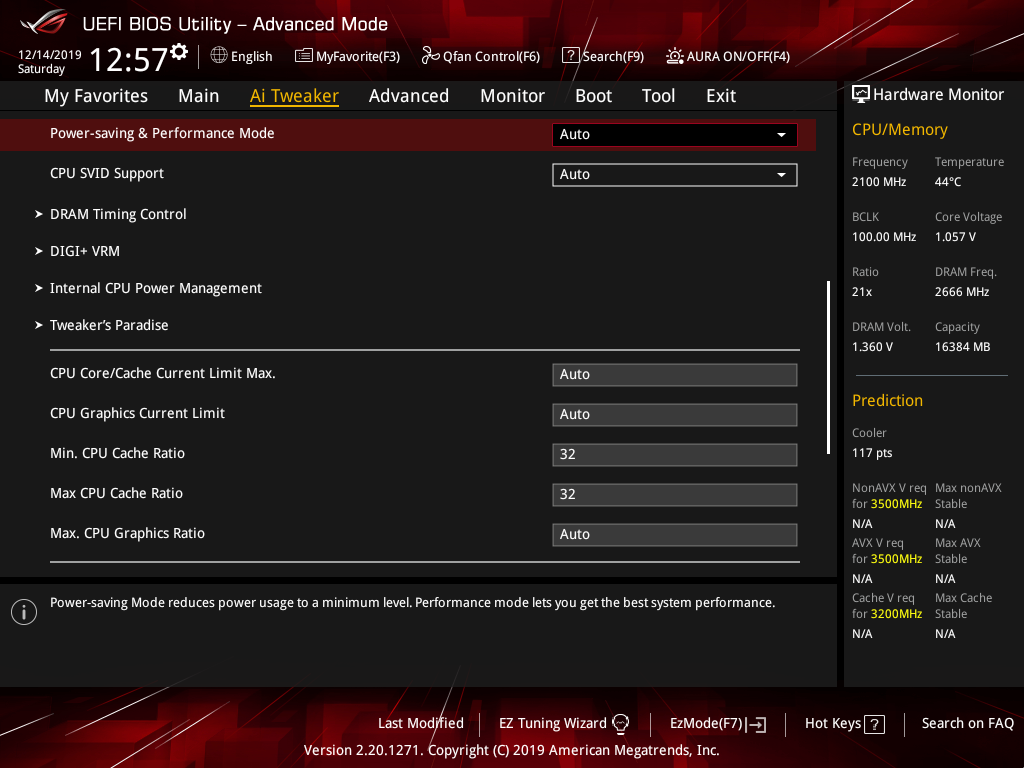 UEFI BIOS Utility – Advanced Mode
12/14/2019
Saturday
12:57
English
MyFavorite(F3)
Qfan Control(F6)
? Search(F9)
AURA ON/OFF(F4)
My Favorites Main Ai Tweaker Advanced Monitor Boot Tool Exit
Power-saving & Performance Mode Auto
CPU SVID Support Auto
DRAM Timing Control
DIGI+ VRM
Internal CPU Power Management
Tweaker's Paradise
CPU Core/Cache Current Limit Max. Auto
CPU Graphics Current Limit Auto
Min. CPU Cache Ratio 32
Max CPU Cache Ratio 32
Max. CPU Graphics Ratio Auto
Power-saving Mode reduces power usage to a minimum level. Performance mode lets you get the best system performance.
Hardware Monitor
CPU/Memory
Frequency Temperature
2100 MHz 44°C
BCLK Core Voltage
100.00 MHz 1.057 V
Ratio DRAM Freq.
21x 2666 MHz
DRAM Volt. Capacity
1.360 V 16384 MB
Prediction
Cooler
117 pts
NonAVX V req Max nonAVX
for 3500MHz Stable
N/A N/A
AVX V req Max AVX
for 3500MHz Stable
N/A N/A
Cache V req Max Cache
for 3200MHz Stable
N/A N/A
Last Modified
EZ Tuning Wizard
EzMode(F7)
Hot Keys ?
Search on FAQ
Version 2.20.1271. Copyright (C) 2019 American Megatrends, Inc.